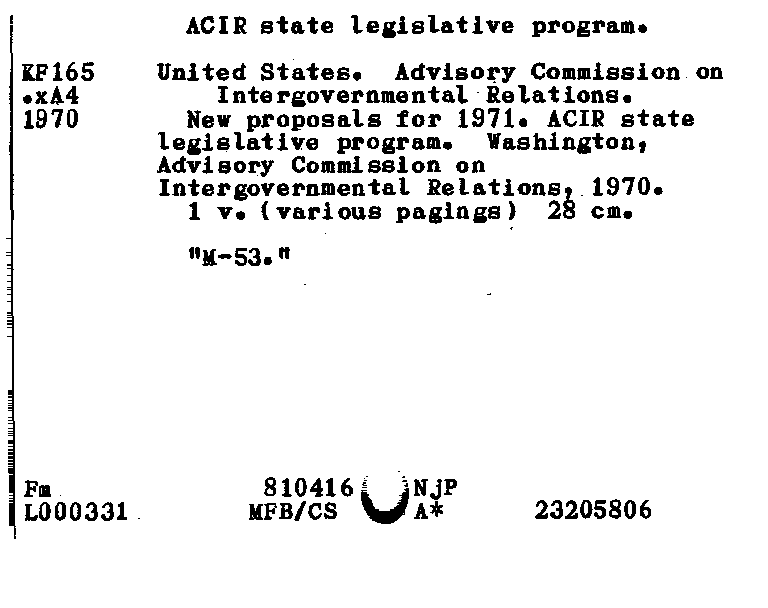 ACIR state legislative program.
KF165 United States. Advisory Commission on
.xA4 Intergovernmental Relations.
1970 New proposals for 1971. ACIR state
legislative program. Washington,
Advisory Commission on
Intergovernmental Relations, 1970.
1 v. (various pagings) 28 cm.
"M-53."
Fm 810416 NjP
L000331 MFB/CS A* 23205806